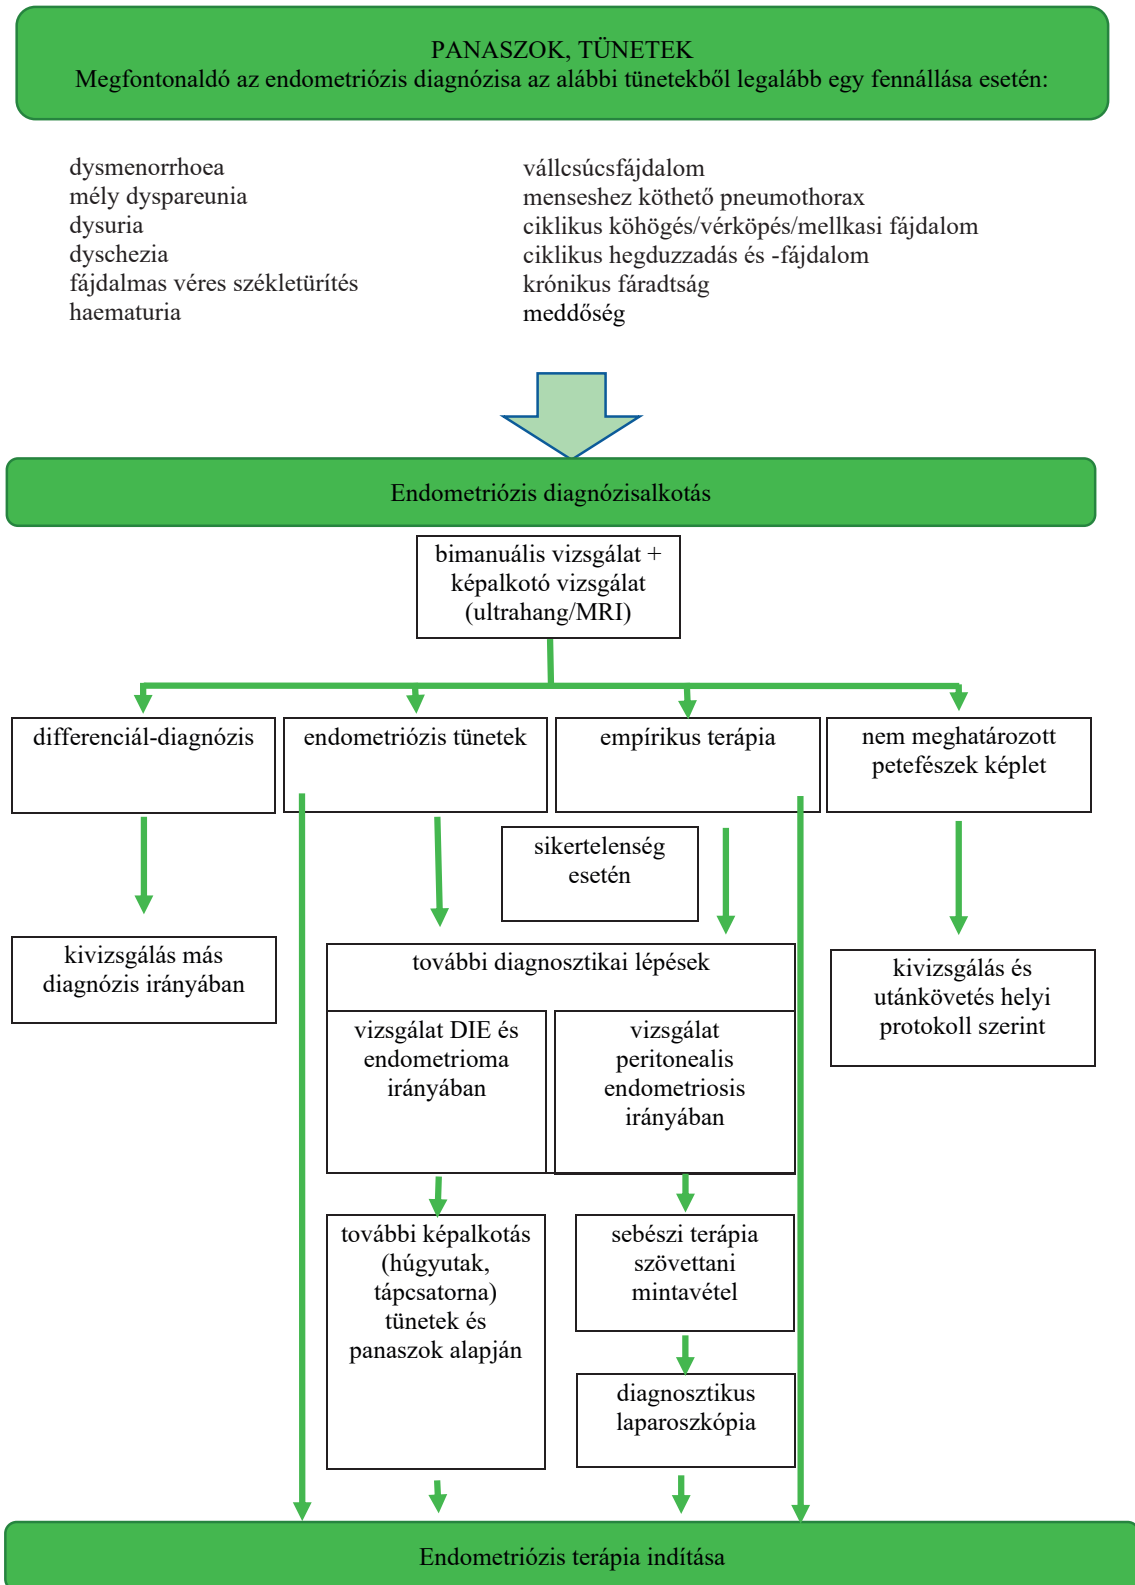 PANASZOK, TÜNETEK
Megfontonaldó az endometriózis diagnózisa az alábbi tünetekből legalább egy fennállása esetén:
dysmenorrhoea
mély dyspareunia
dysuria
dyschezia
fájdalmas véres székletürítés
haematuria
vállcsúcsfájdalom
menseshez köthető pneumothorax
ciklikus köhögés/vérköpés/mellkasi fájdalom
ciklikus hegduzzadás és -fájdalom
krónikus fáradtság
meddőség
Endometriózis diagnózisalkotás
bimanuális vizsgálat +
képalkotó vizsgálat
(ultrahang/MRI)
differenciál-diagnózis
endometriózis tünetek
empírikus terápia
nem meghatározott
petefészek képlet
sikertelenség
esetén
kivizsgálás más
diagnózis irányában
további diagnosztikai lépések
kivizsgálás és
utánkövetés helyi
protokoll szerint
vizsgálat DIE és
endometrioma
irányában
vizsgálat
peritonealis
endometriosis
irányában
további képalkotás
(húgyutak,
tápcsatorna)
tünetek és
panaszok alapján
sebészi terápia
szövettani
mintavétel
diagnosztikus
laparoszkópia
Endometriózis terápia indítása